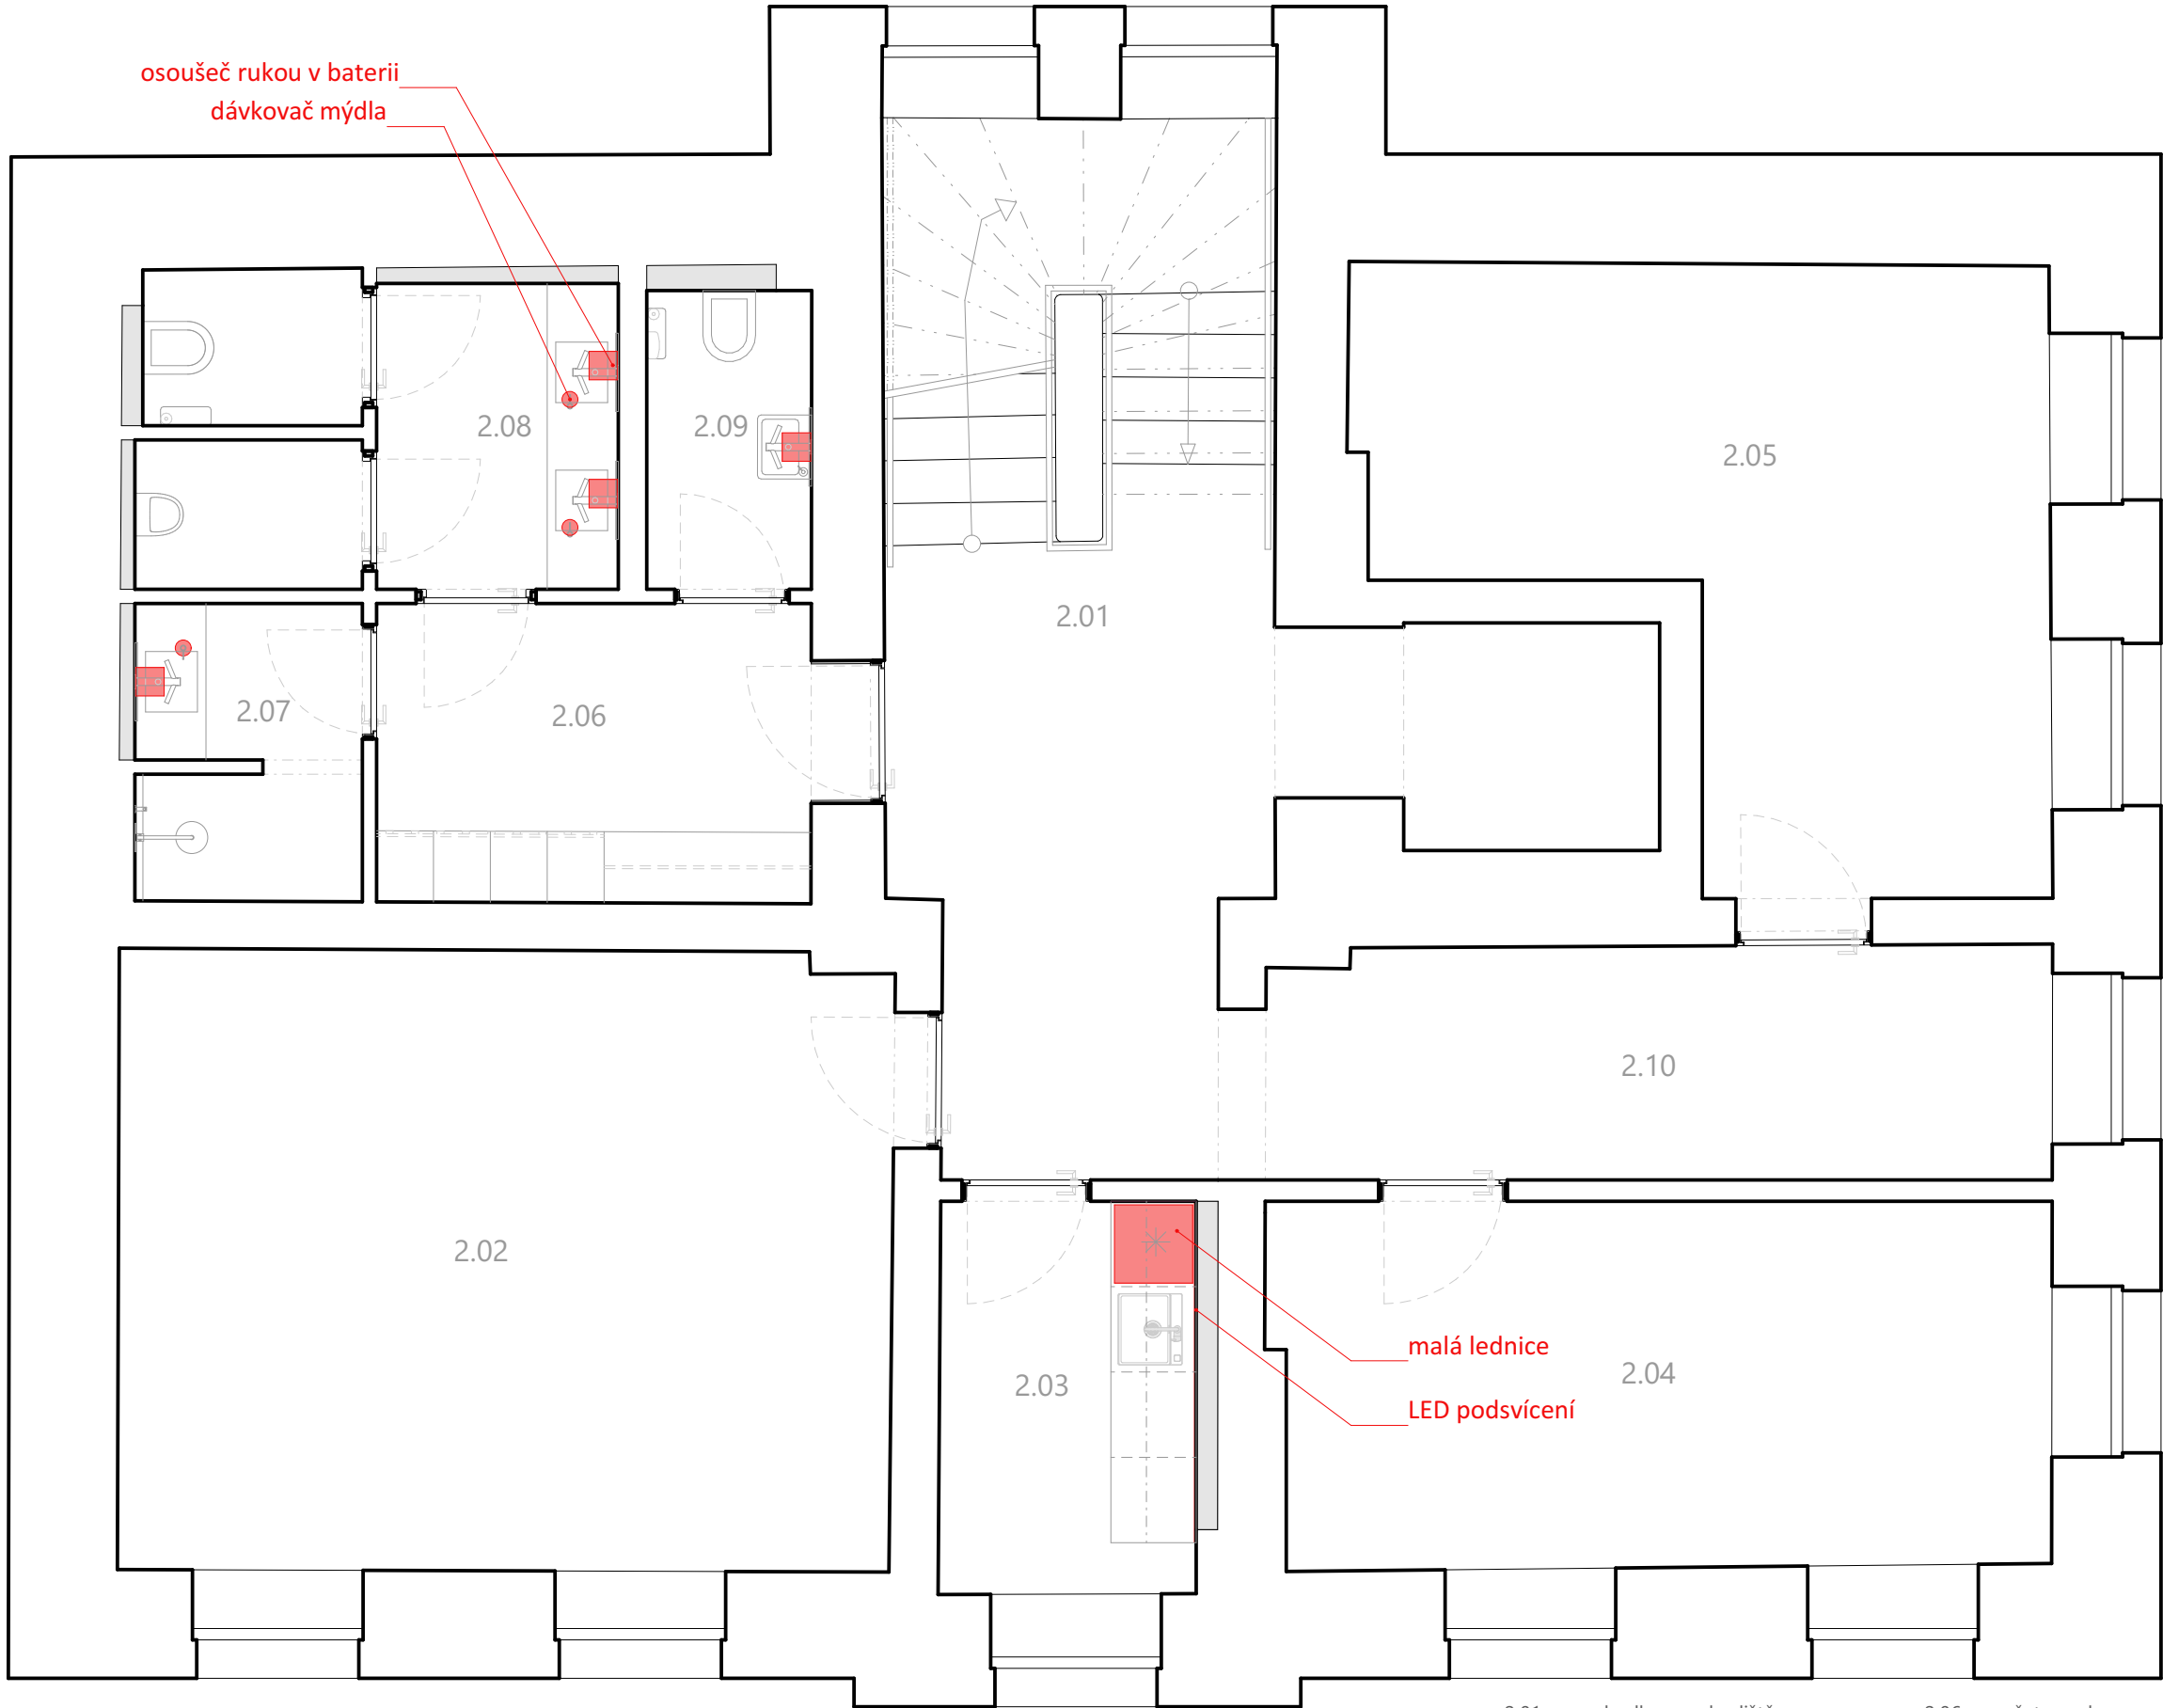 osoušeč rukou v baterii
dávkovač mýdla
2.08
2.09
2.05
2.01
2.07
2.06
2.10
2.02
malá lednice
2.03
2.04
LED podsvícení